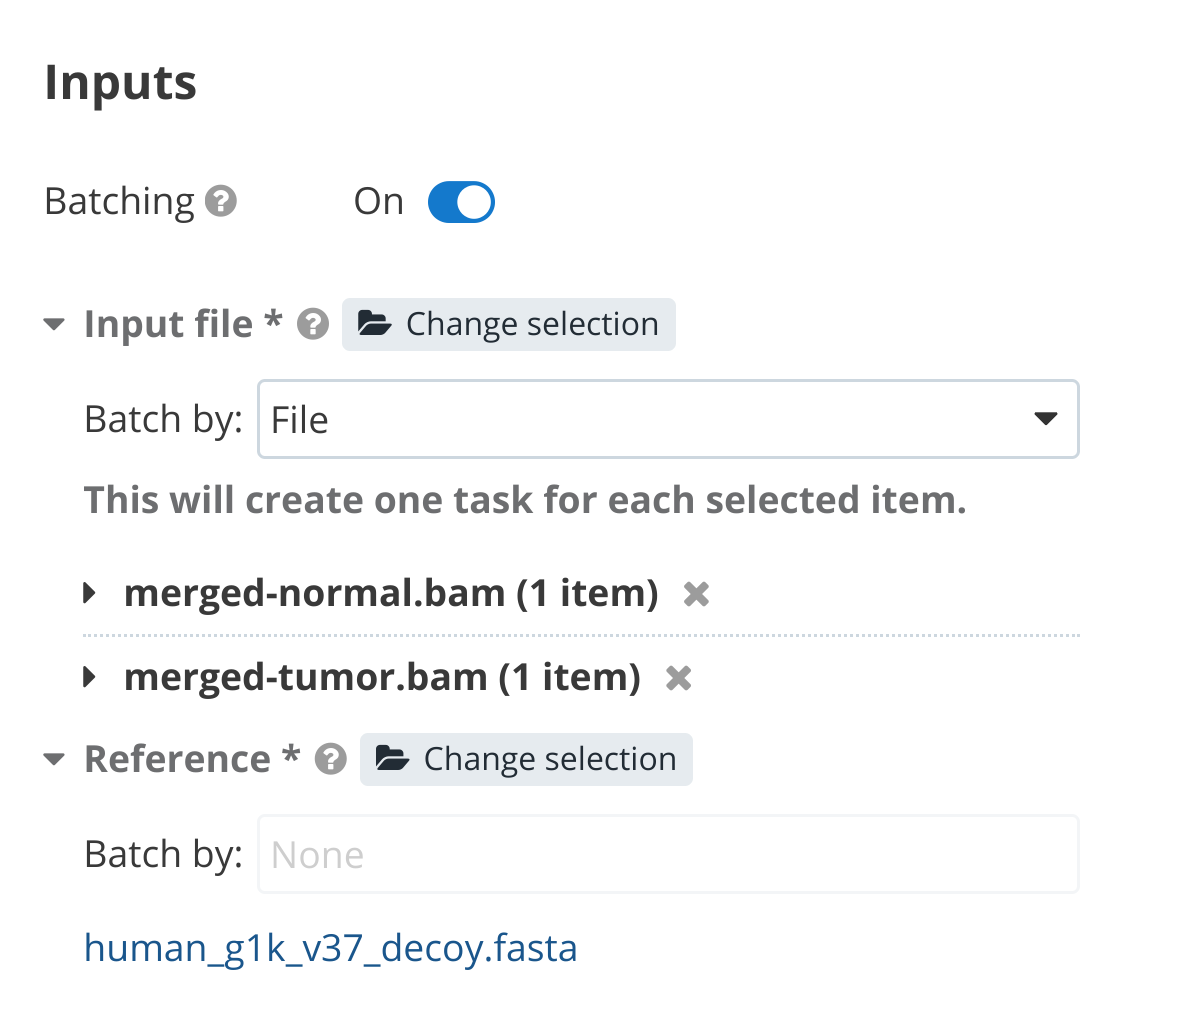 Inputs
Batching ? On
Input file * ? Change selection
Batch by: File
This will create one task for each selected item.
merged-normal.bam (1 item)
merged-tumor.bam (1 item)
Reference * ? Change selection
Batch by: None
human_g1k_v37_decoy.fasta